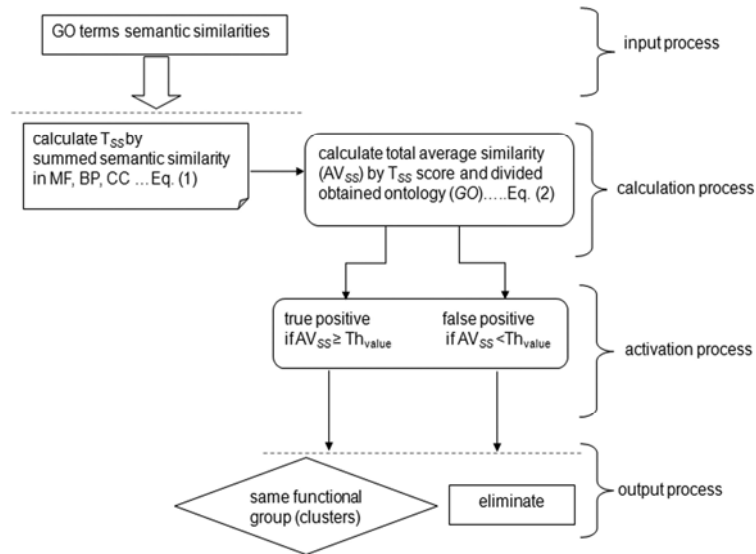 GO terms semantic similarities
input process
calculate TSS by
summed semantic similarity
in MF, BP, CC ... Eq. (1)
calculate total average similarity
(AVSS) by TSS score and divided
obtained ontology (GO).....Eq. (2)
calculation process
true positive
if AVSS ≥ Thvalue
false positive
if AVSS <Thvalue
activation process
same functional
group (clusters)
eliminate
output process